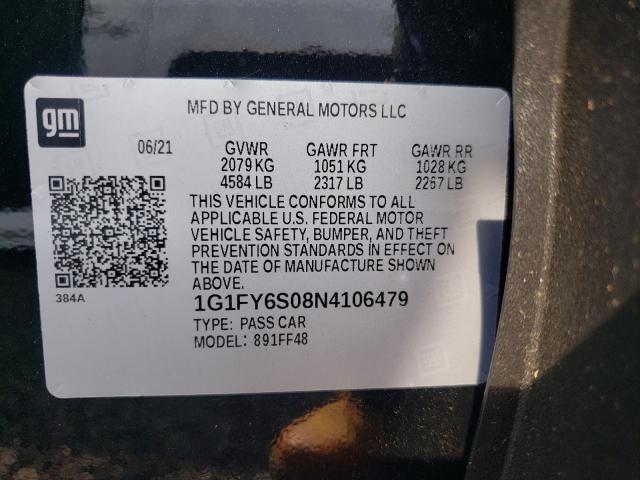 gm
MFD BY GENERAL MOTORS LLC
06/21 GVWR GAWR FRT GAWR RR
2079 KG 1051 KG 1028 KG
4584 LB 2317 LB 2267 LB
THIS VEHICLE CONFORMS TO ALL
APPLICABLE U.S. FEDERAL MOTOR
VEHICLE SAFETY, BUMPER, AND THEFT
PREVENTION STANDARDS IN EFFECT ON
THE DATE OF MANUFACTURE SHOWN
ABOVE.
384A
1G1FY6S08N4106479
TYPE: PASS CAR
MODEL: 891FF48